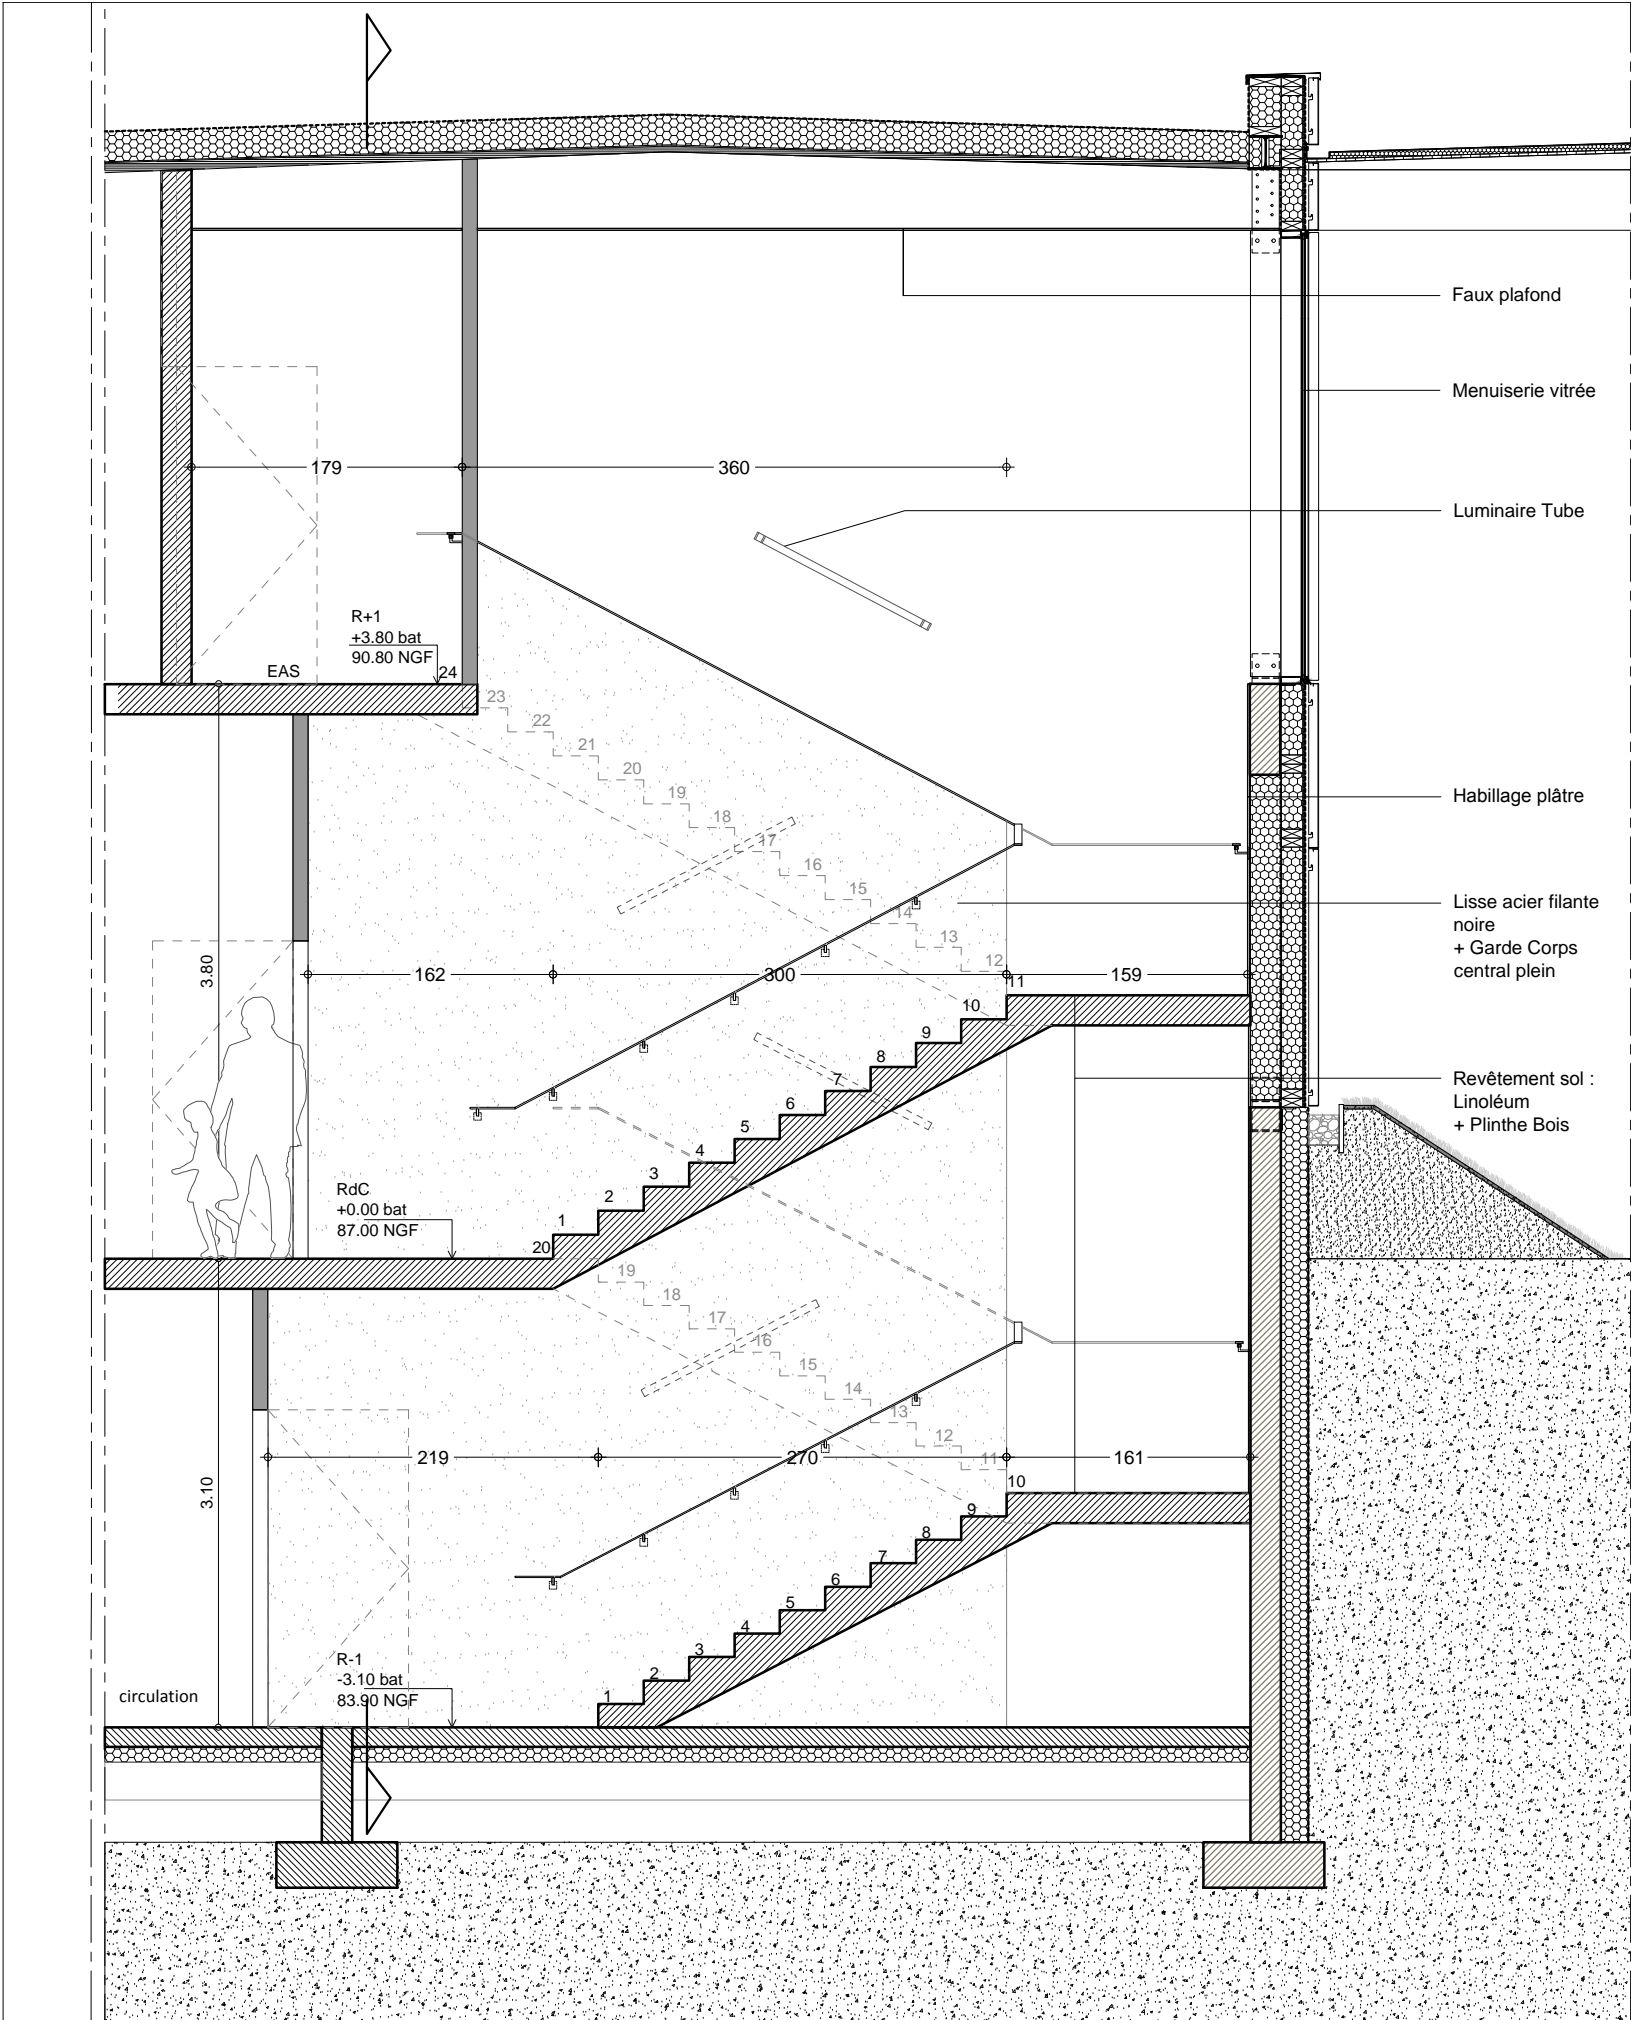 Faux plafond
Menuiserie vitrée
179
360
Luminaire Tube
R+1
+3.80 bat
90.80 NGF
EAS
24
23
22
21
20
19
18
17
16
15
14
13
12
11
Habillage plâtre
Lisse acier filante
noire
+ Garde Corps
central plein
3.80
162
300
159
10
9
8
7
6
5
4
3
2
1
Revêtement sol :
Linoléum
+ Plinthe Bois
RdC
+0.00 bat
87.00 NGF
20
19
18
17
16
15
14
13
12
11
10
219
270
161
3.10
9
8
7
6
5
4
3
2
1
R-1
-3.10 bat
83.90 NGF
circulation